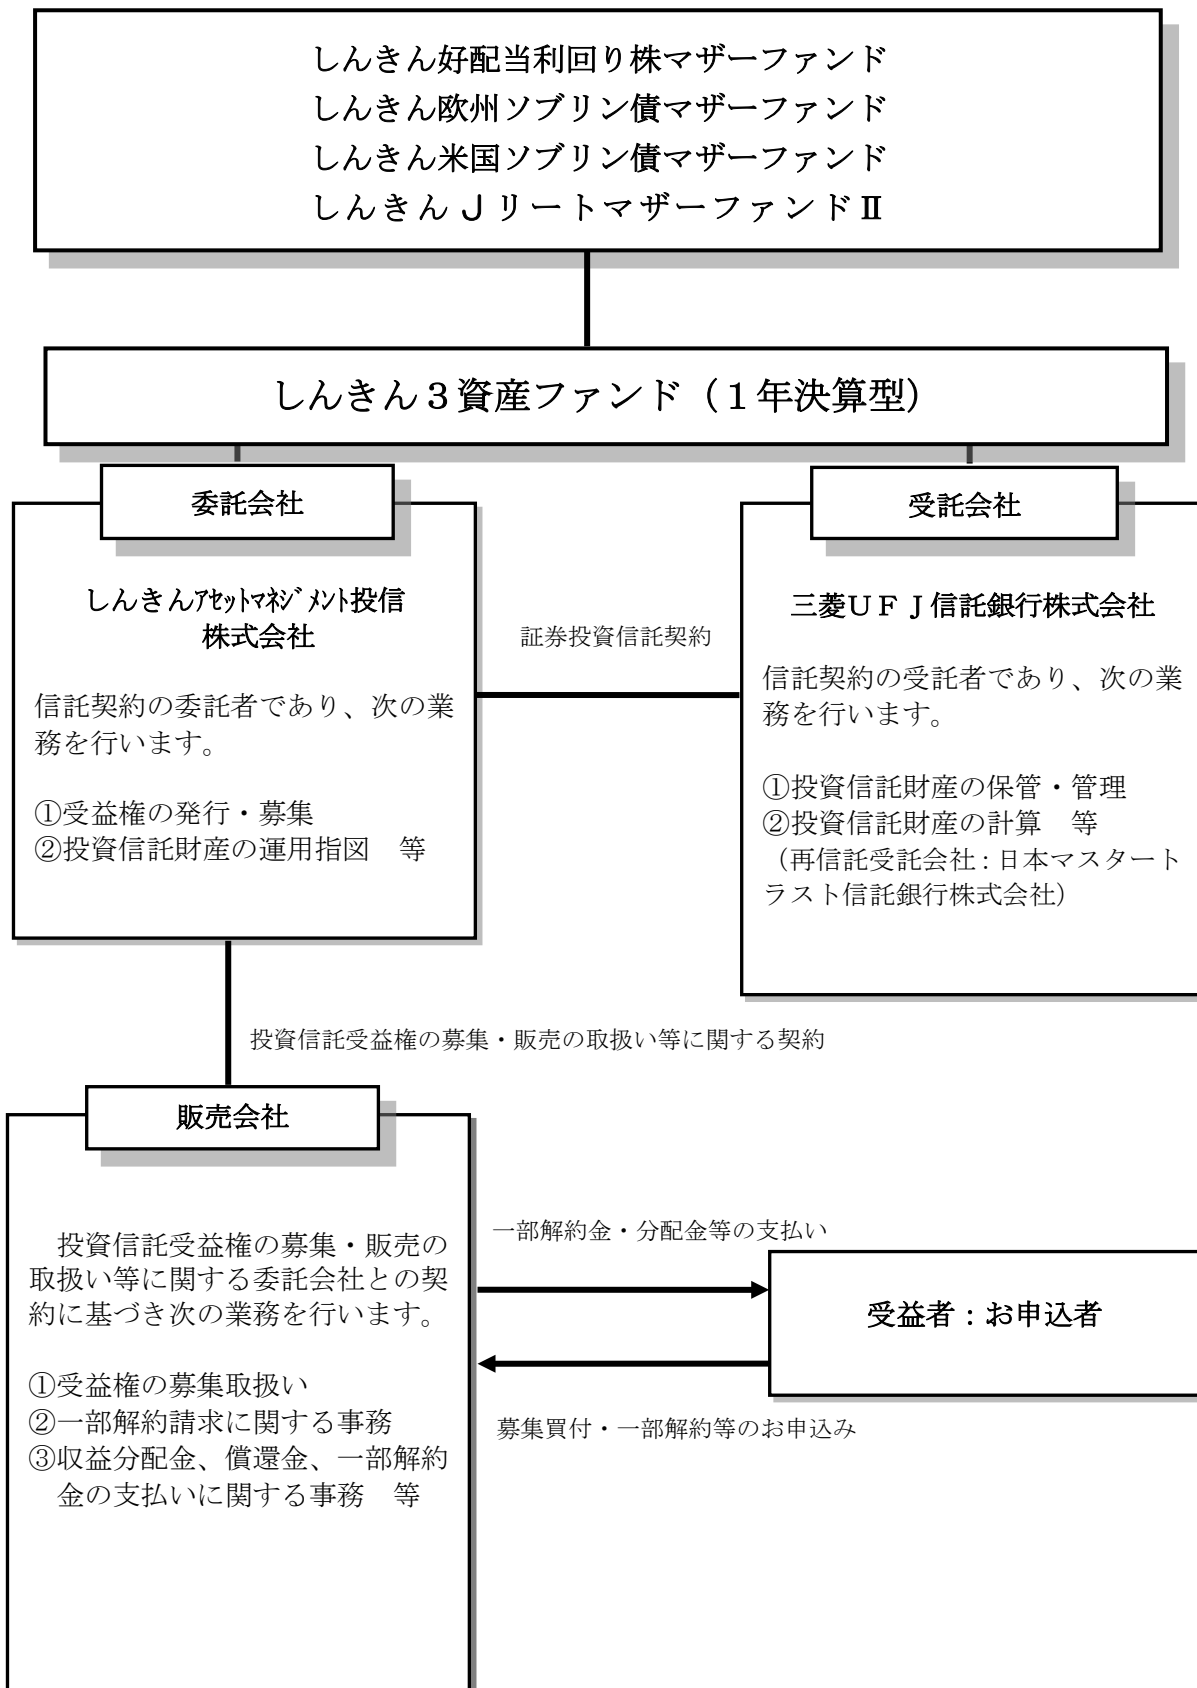 しんきん好配当利回り株マザーファンド
しんきん欧州ソブリン債マザーファンド
しんきん米国ソブリン債マザーファンド
しんきんＪリートマザーファンドⅡ
しんきん３資産ファンド（１年決算型）
委託会社
しんきんｱｾｯﾄﾏﾈｼﾞﾒﾝﾄ投信
株式会社
信託契約の委託者であり、次の業
務を行います。
①受益権の発行・募集
②投資信託財産の運用指図　等
証券投資信託契約
受託会社
三菱ＵＦＪ信託銀行株式会社
信託契約の受託者であり、次の業
務を行います。
①投資信託財産の保管・管理
②投資信託財産の計算　等
（再信託受託会社：日本マスタート
ラスト信託銀行株式会社）
投資信託受益権の募集・販売の取扱い等に関する契約
販売会社
投資信託受益権の募集・販売の
取扱い等に関する委託会社との契
約に基づき次の業務を行います。
①受益権の募集取扱い
②一部解約請求に関する事務
③収益分配金、償還金、一部解約
金の支払いに関する事務　等
一部解約金・分配金等の支払い
受益者：お申込者
募集買付・一部解約等のお申込み